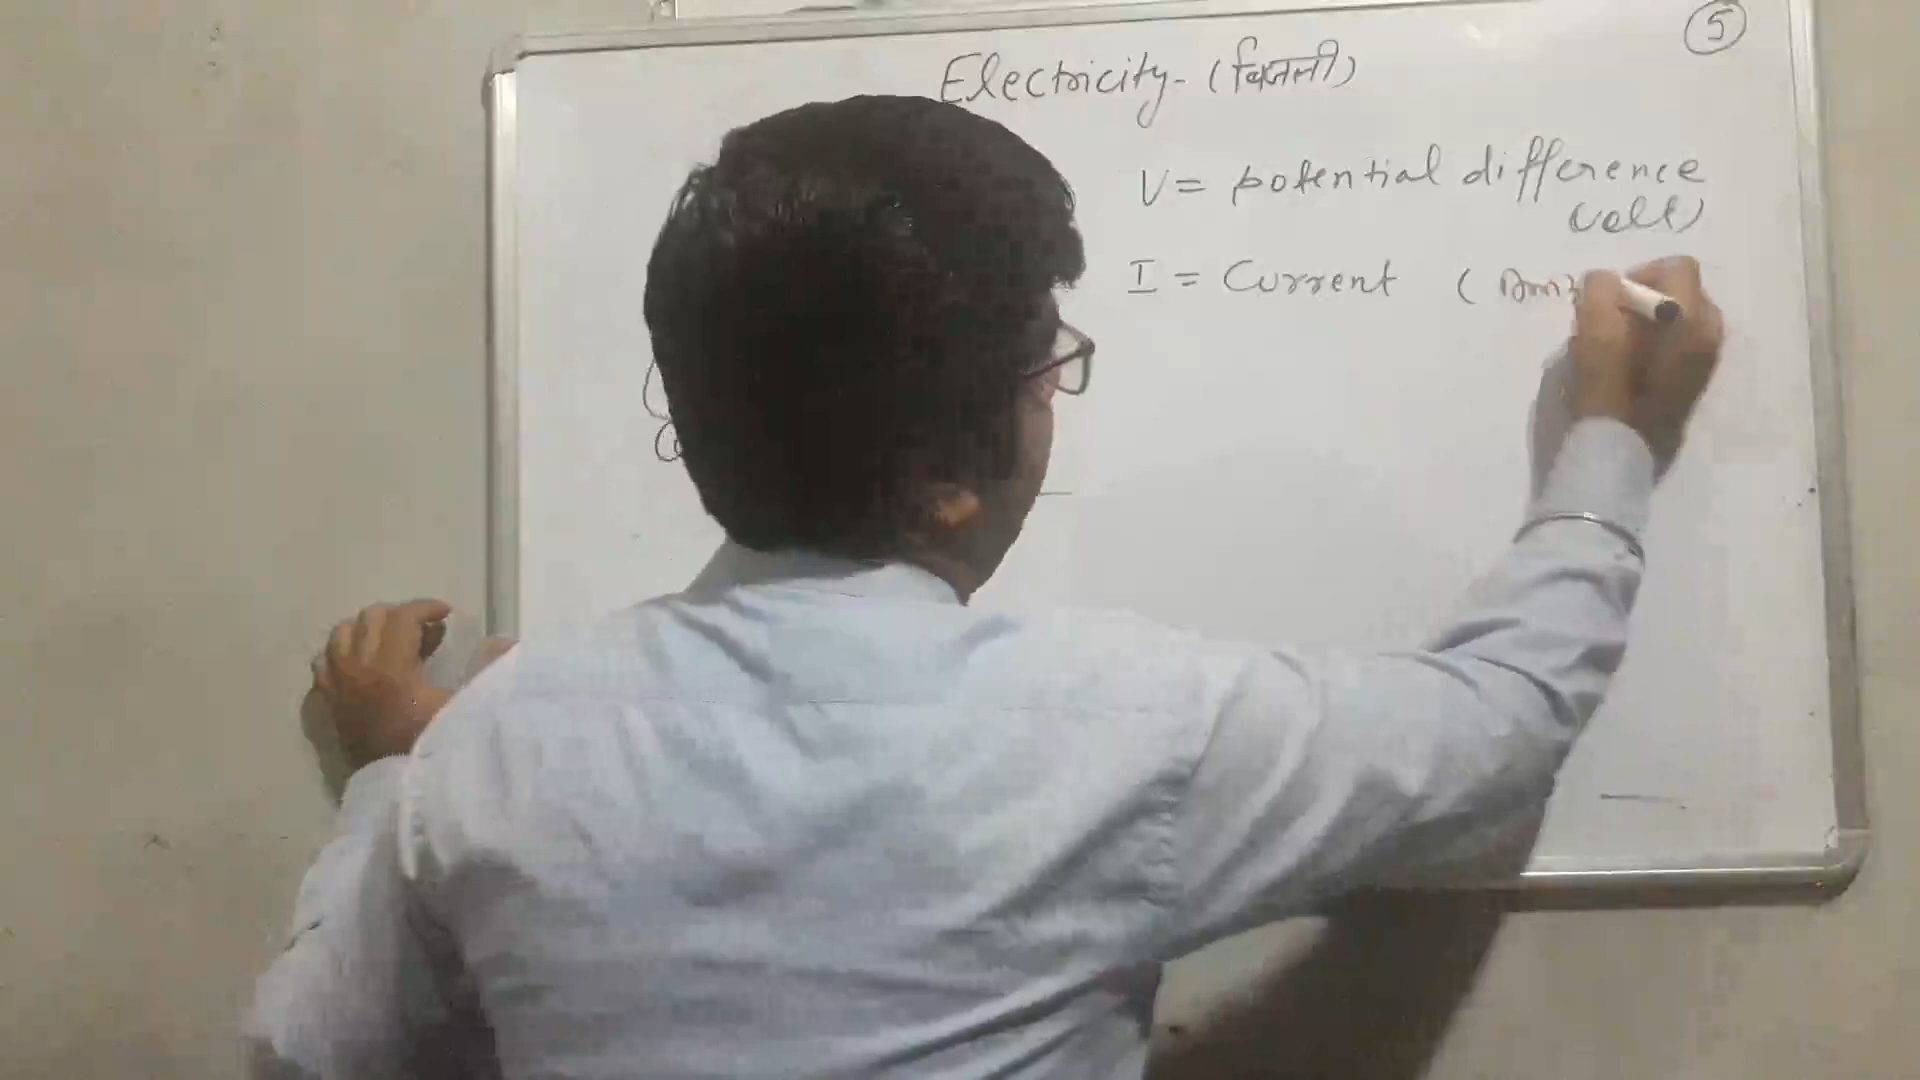 5
Electricity - (बिजली)
V = potential difference
(volt)
I = Current (Am